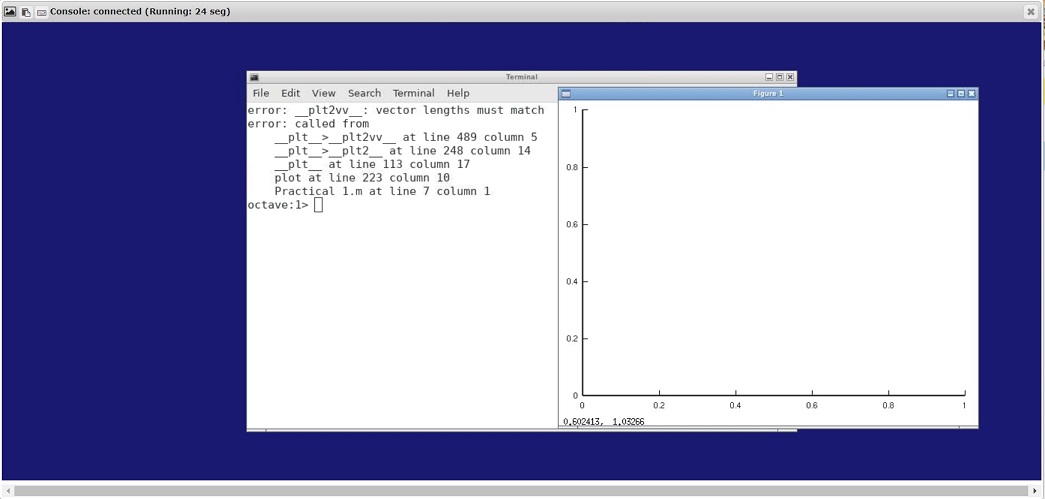 Console: connected (Running: 24 seg)
Terminal
File Edit View Search Terminal Help
error: __plt2vv__: vector lengths must match
error: called from
__plt__>__plt2vv__ at line 489 column 5
__plt__>__plt2__ at line 248 column 14
__plt__ at line 113 column 17
plot at line 223 column 10
Practical 1.m at line 7 column 1
octave:1>
Figure 1
1
0.8
0.6
0.4
0.2
0
0 0.2 0.4 0.6 0.8 1
0.602413, 1.03266